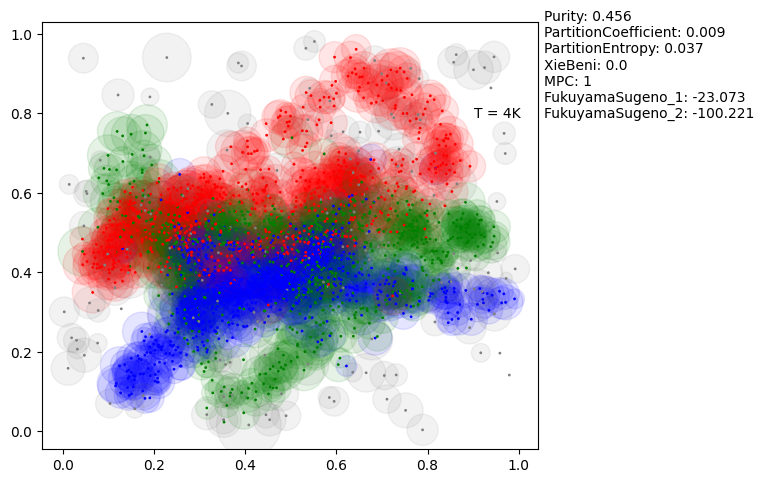 Purity: 0.456
PartitionCoefficient: 0.009
PartitionEntropy: 0.037
XieBeni: 0.0
MPC: 1
FukuyamaSugeno_1: -23.073
FukuyamaSugeno_2: -100.221
T = 4K
1.0
0.8
0.6
0.4
0.2
0.0
0.0 0.2 0.4 0.6 0.8 1.0